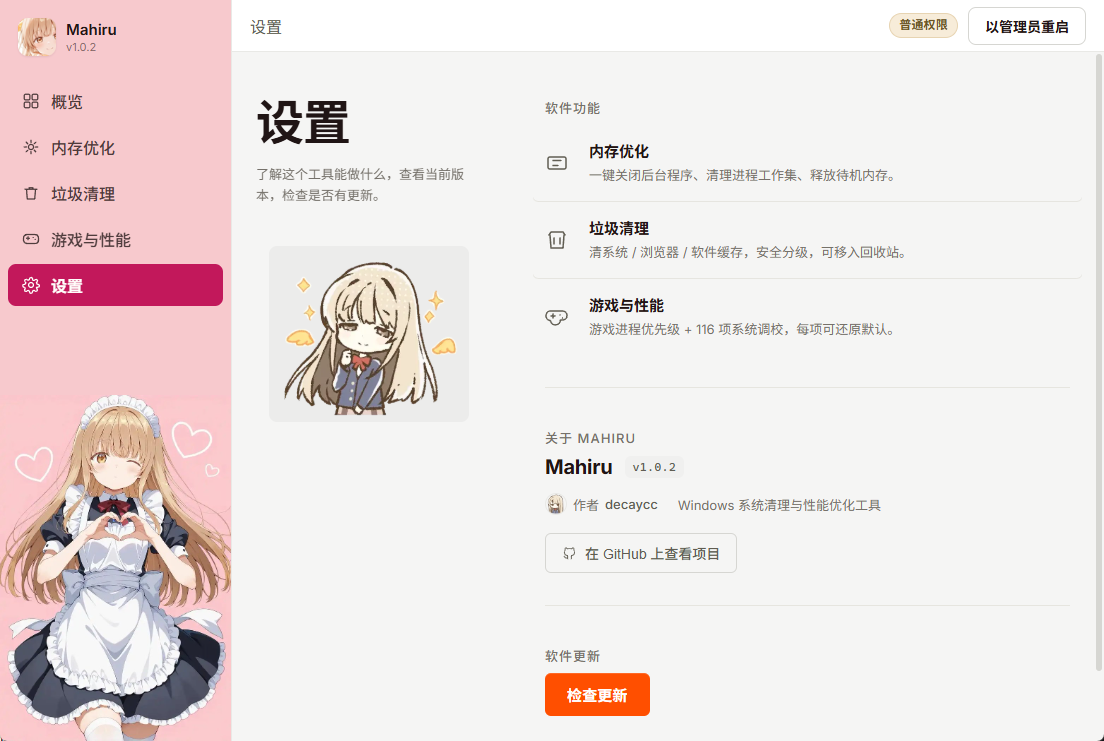 Mahiru
v1.0.2
概览
内存优化
垃圾清理
游戏与性能
设置
设置
普通权限
以管理员重启
设置
了解这个工具能做什么，查看当前版
本，检查是否有更新。
软件功能
内存优化
一键关闭后台程序、清理进程工作集、释放待机内存。
垃圾清理
清系统 / 浏览器 / 软件缓存，安全分级，可移入回收站。
游戏与性能
游戏进程优先级 + 116 项系统调校，每项可还原默认。
关于 MAHIRU
Mahiru v1.0.2
作者 decaycc Windows 系统清理与性能优化工具
在 GitHub 上查看项目
软件更新
检查更新